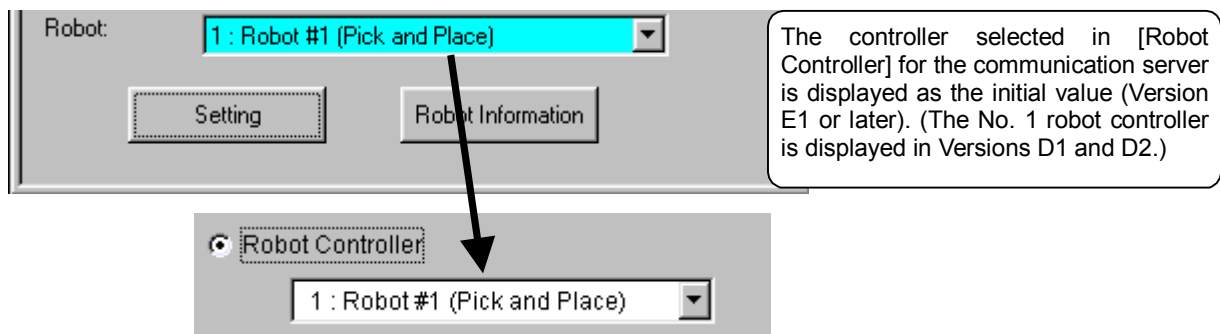 Robot:
1 : Robot #1 (Pick and Place)
Setting
Robot Information
The controller selected in [Robot
Controller] for the communication server
is displayed as the initial value (Version
E1 or later). (The No. 1 robot controller
is displayed in Versions D1 and D2.)
Robot Controller
1 : Robot #1 (Pick and Place)